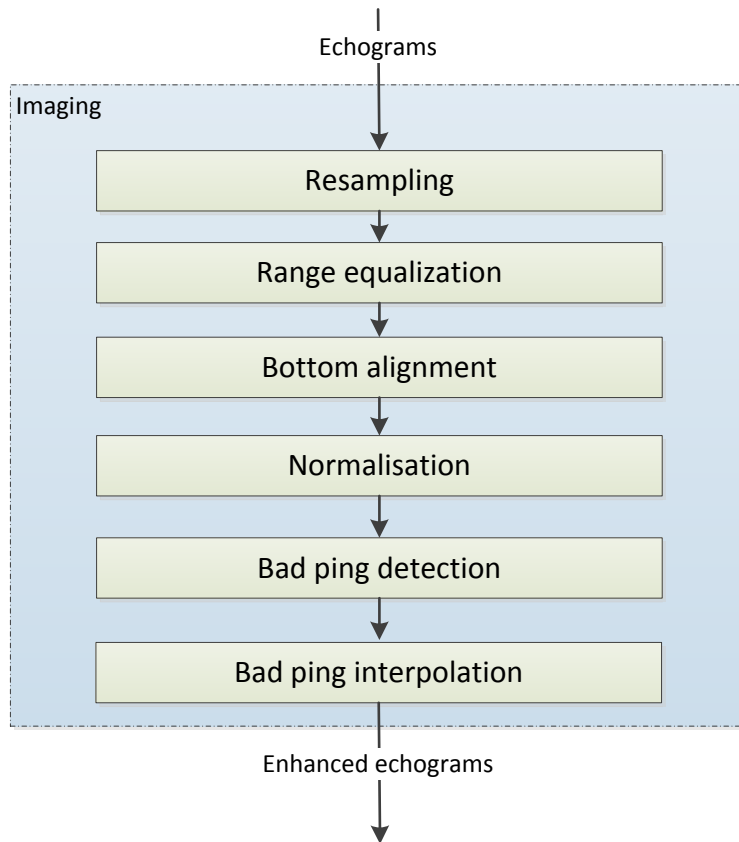 Echograms
Imaging
Resampling
Range equalization
Bottom alignment
Normalisation
Bad ping detection
Bad ping interpolation
Enhanced echograms